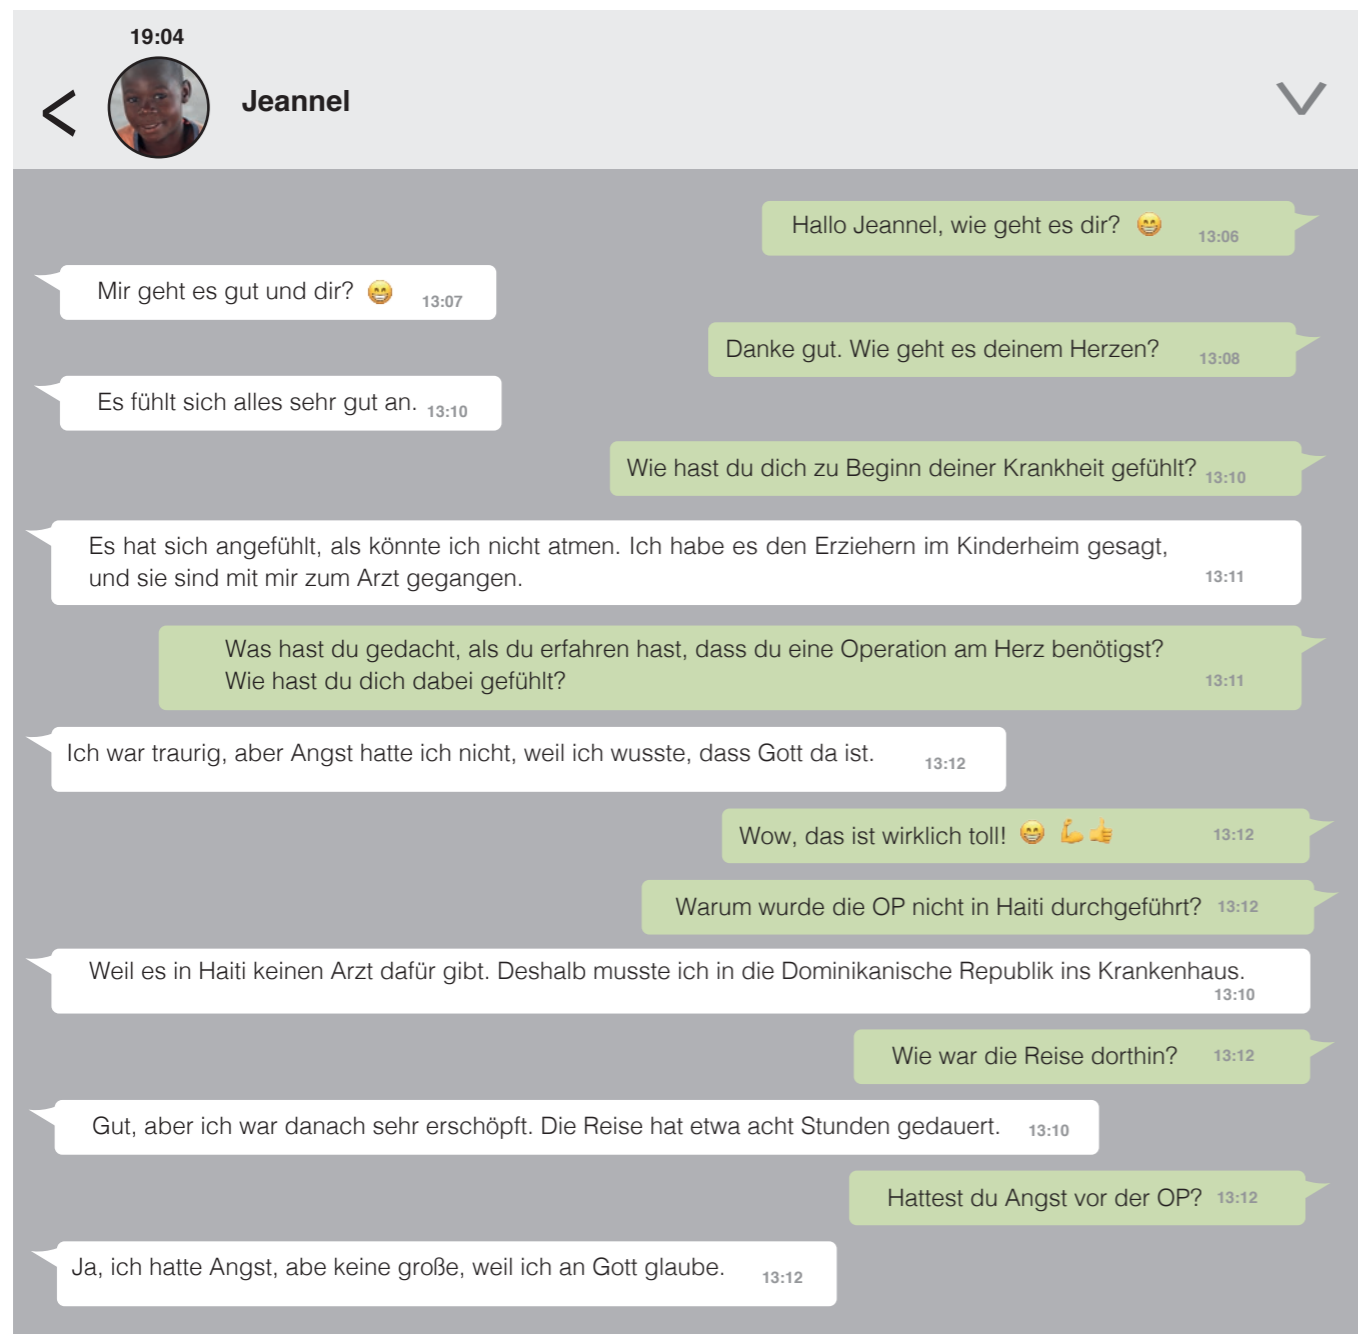 19:04
Jeannel
Hallo Jeannel, wie geht es dir? 😁 13:06
Mir geht es gut und dir? 😁 13:07
Danke gut. Wie geht es deinem Herzen? 13:08
Es fühlt sich alles sehr gut an. 13:10
Wie hast du dich zu Beginn deiner Krankheit gefühlt? 13:10
Es hat sich angefühlt, als könnte ich nicht atmen. Ich habe es den Erziehern im Kinderheim gesagt,
und sie sind mit mir zum Arzt gegangen. 13:11
Was hast du gedacht, als du erfahren hast, dass du eine Operation am Herz benötigst?
Wie hast du dich dabei gefühlt? 13:11
Ich war traurig, aber Angst hatte ich nicht, weil ich wusste, dass Gott da ist. 13:12
Wow, das ist wirklich toll! 😁 💪 👍 13:12
Warum wurde die OP nicht in Haiti durchgeführt? 13:12
Weil es in Haiti keinen Arzt dafür gibt. Deshalb musste ich in die Dominikanische Republik ins Krankenhaus.
13:10
Wie war die Reise dorthin? 13:12
Gut, aber ich war danach sehr erschöpft. Die Reise hat etwa acht Stunden gedauert. 13:10
Hattest du Angst vor der OP? 13:12
Ja, ich hatte Angst, abe keine große, weil ich an Gott glaube. 13:12